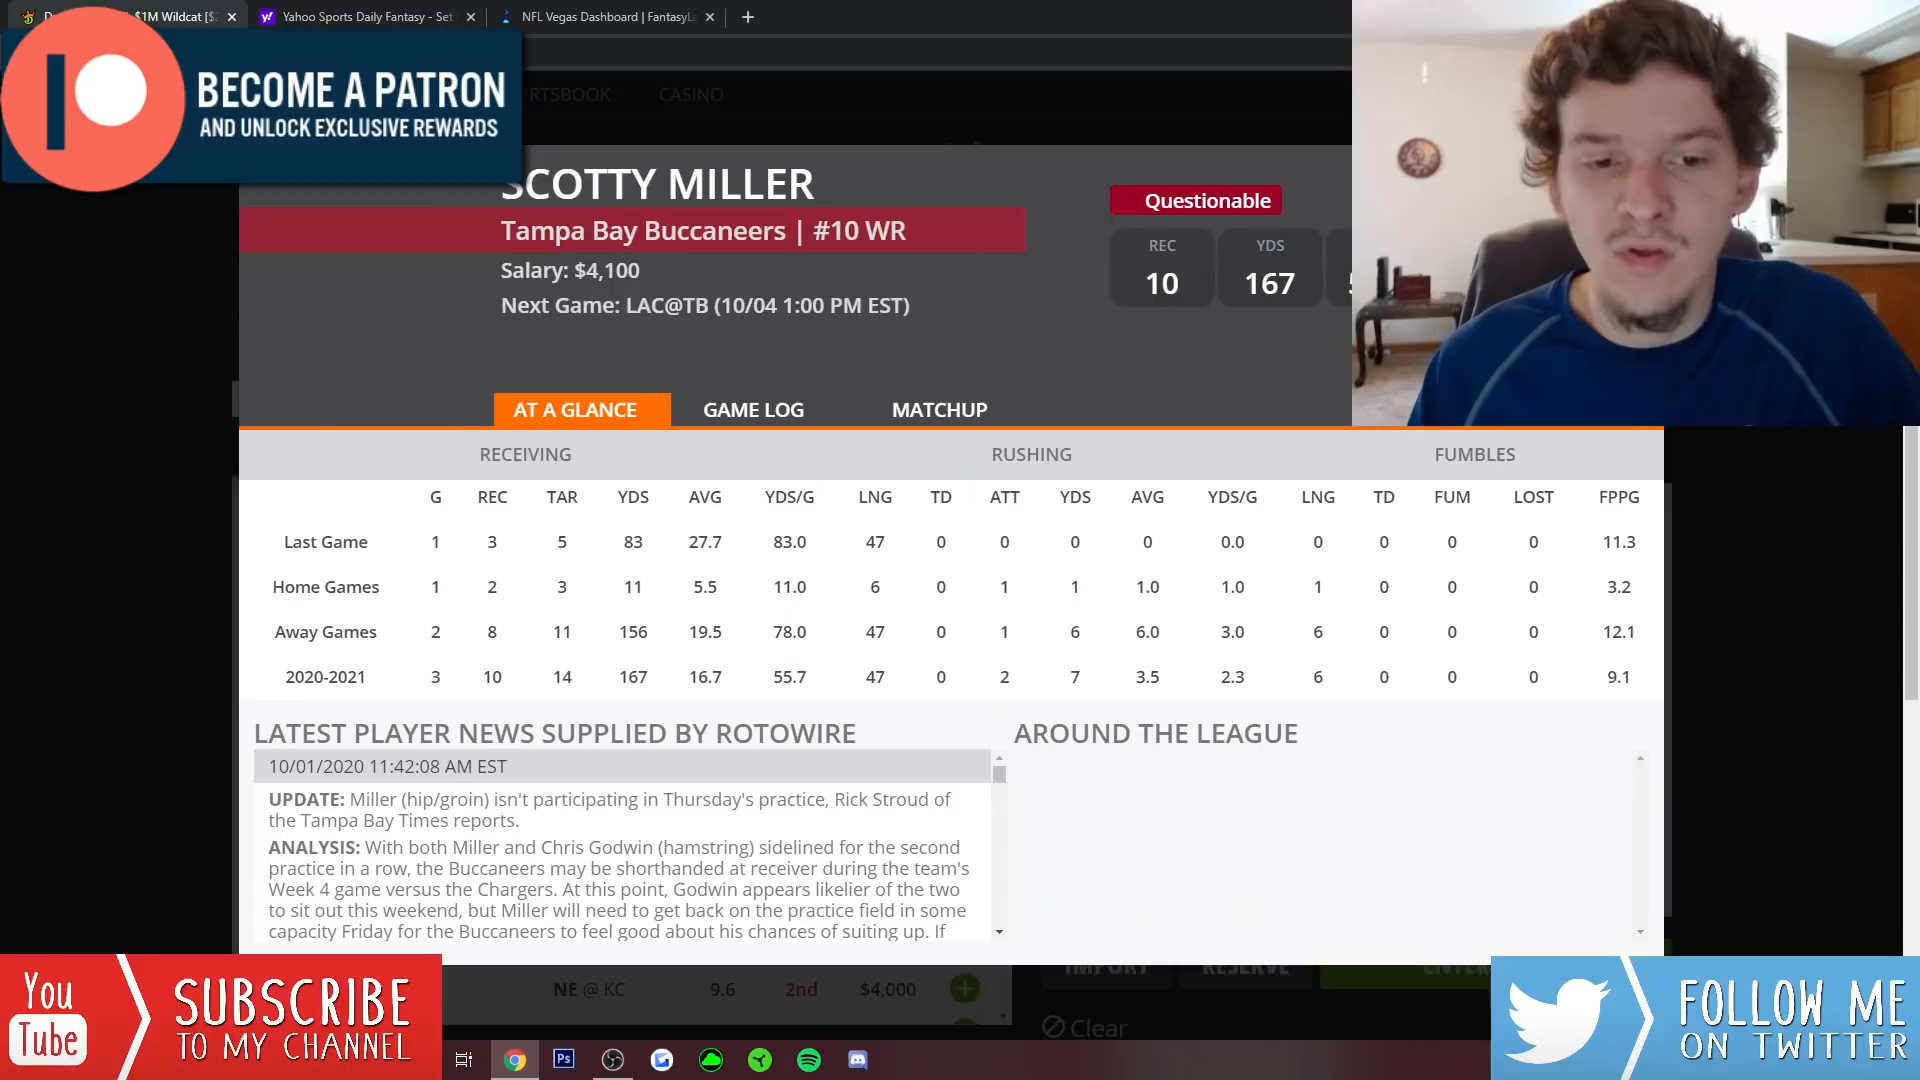 $1M Wildcat [$
Yahoo Sports Daily Fantasy - Set
NFL Vegas Dashboard | FantasyLa
BECOME A PATRON
AND UNLOCK EXCLUSIVE REWARDS
RTSBOOK CASINO
SCOTTY MILLER
Tampa Bay Buccaneers | #10 WR
Salary: $4,100
Next Game: LAC@TB (10/04 1:00 PM EST)
Questionable
REC YDS
10 167
AT A GLANCE GAME LOG MATCHUP
RECEIVING RUSHING FUMBLES
G REC TAR YDS AVG YDS/G LNG TD ATT YDS AVG YDS/G LNG TD FUM LOST FPPG
Last Game 1 3 5 83 27.7 83.0 47 0 0 0 0 0.0 0 0 0 0 11.3
Home Games 1 2 3 11 5.5 11.0 6 0 1 1 1.0 1.0 1 0 0 0 3.2
Away Games 2 8 11 156 19.5 78.0 47 0 1 6 6.0 3.0 6 0 0 0 12.1
2020-2021 3 10 14 167 16.7 55.7 47 0 2 7 3.5 2.3 6 0 0 0 9.1
LATEST PLAYER NEWS SUPPLIED BY ROTOWIRE
10/01/2020 11:42:08 AM EST
UPDATE: Miller (hip/groin) isn't participating in Thursday's practice, Rick Stroud of
the Tampa Bay Times reports.
ANALYSIS: With both Miller and Chris Godwin (hamstring) sidelined for the second
practice in a row, the Buccaneers may be shorthanded at receiver during the team's
Week 4 game versus the Chargers. At this point, Godwin appears likelier of the two
to sit out this weekend, but Miller will need to get back on the practice field in some
capacity Friday for the Buccaneers to feel good about his chances of suiting up. If
AROUND THE LEAGUE
IMPORT RESERVE ENTER
NE @ KC 9.6 2nd $4,000
Clear
You
Tube
SUBSCRIBE
TO MY CHANNEL
Ps
FOLLOW ME
ON TWITTER